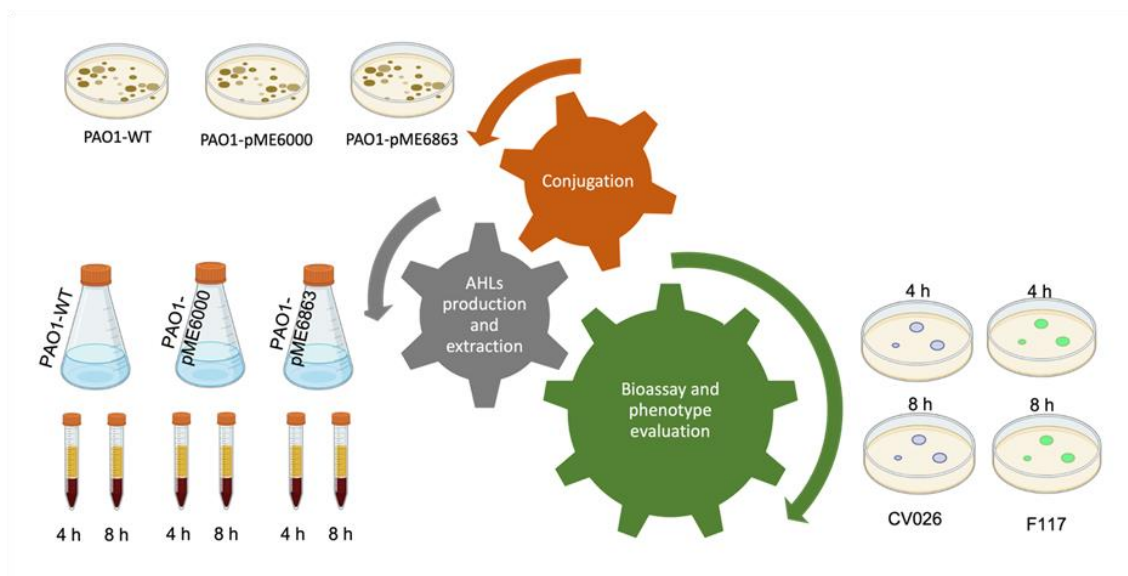 PAO1-WT
PAO1-pME6000
PAO1-pME6863
Conjugation
AHLs
production
and
extraction
PAO1-WT
PAO1-
pME6000
PAO1-
pME6863
4 h
8 h
4 h
8 h
4 h
8 h
Bioassay and
phenotype
evaluation
4 h
4 h
8 h
8 h
CV026
F117